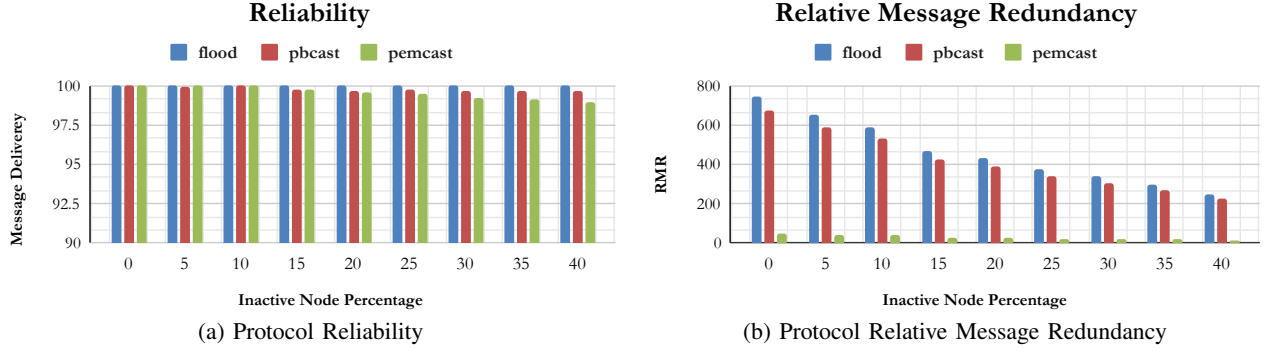 Reliability
flood pbcast pemcast
100
97.5
95
92.5
90
Message Deliverey
0 5 10 15 20 25 30 35 40
Inactive Node Percentage
(a) Protocol Reliability
Relative Message Redundancy
flood pbcast pemcast
800
600
400
200
0
RMR
0 5 10 15 20 25 30 35 40
Inactive Node Percentage
(b) Protocol Relative Message Redundancy